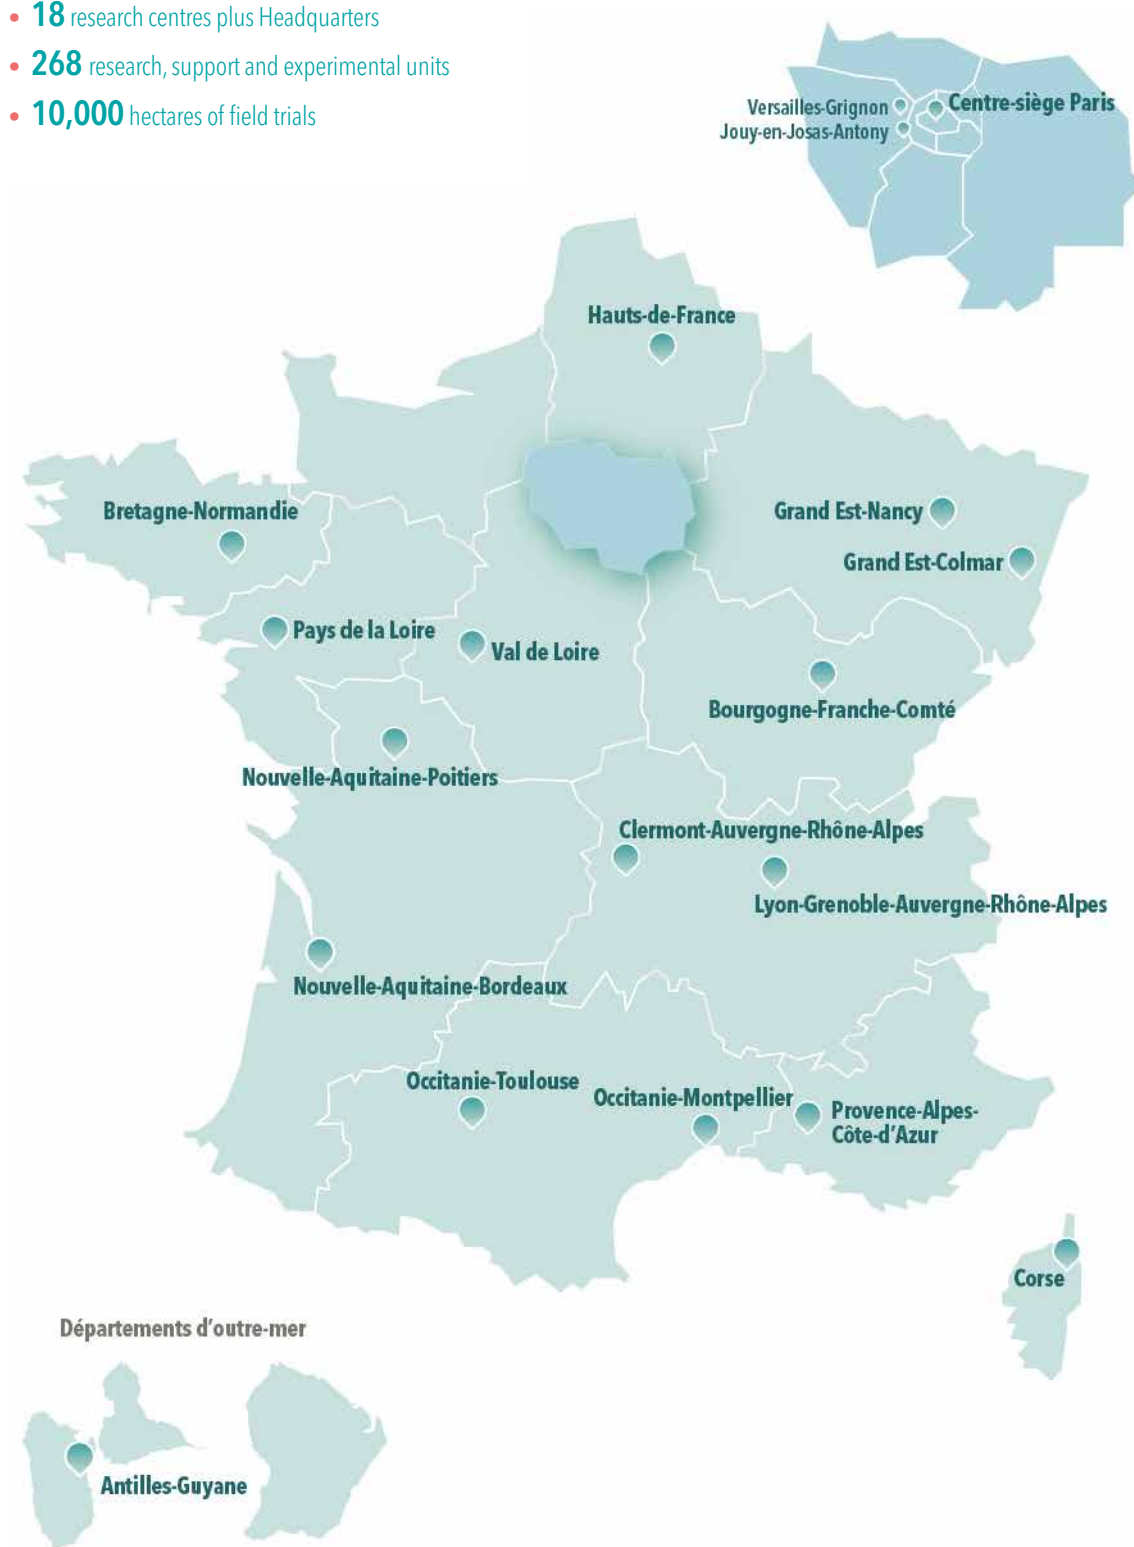 • 18 research centres plus Headquarters
• 268 research, support and experimental units
• 10,000 hectares of field trials
Versailles-Grignon
Centre-siège Paris
Jouy-en-Josas-Antony
Hauts-de-France
Bretagne-Normandie
Grand Est-Nancy
Grand Est-Colmar
Pays de la Loire
Val de Loire
Bourgogne-Franche-Comté
Nouvelle-Aquitaine-Poitiers
Clermont-Auvergne-Rhône-Alpes
Lyon-Grenoble-Auvergne-Rhône-Alpes
Nouvelle-Aquitaine-Bordeaux
Occitanie-Toulouse
Occitanie-Montpellier
Provence-Alpes-
Côte-d'Azur
Corse
Départements d'outre-mer
Antilles-Guyane